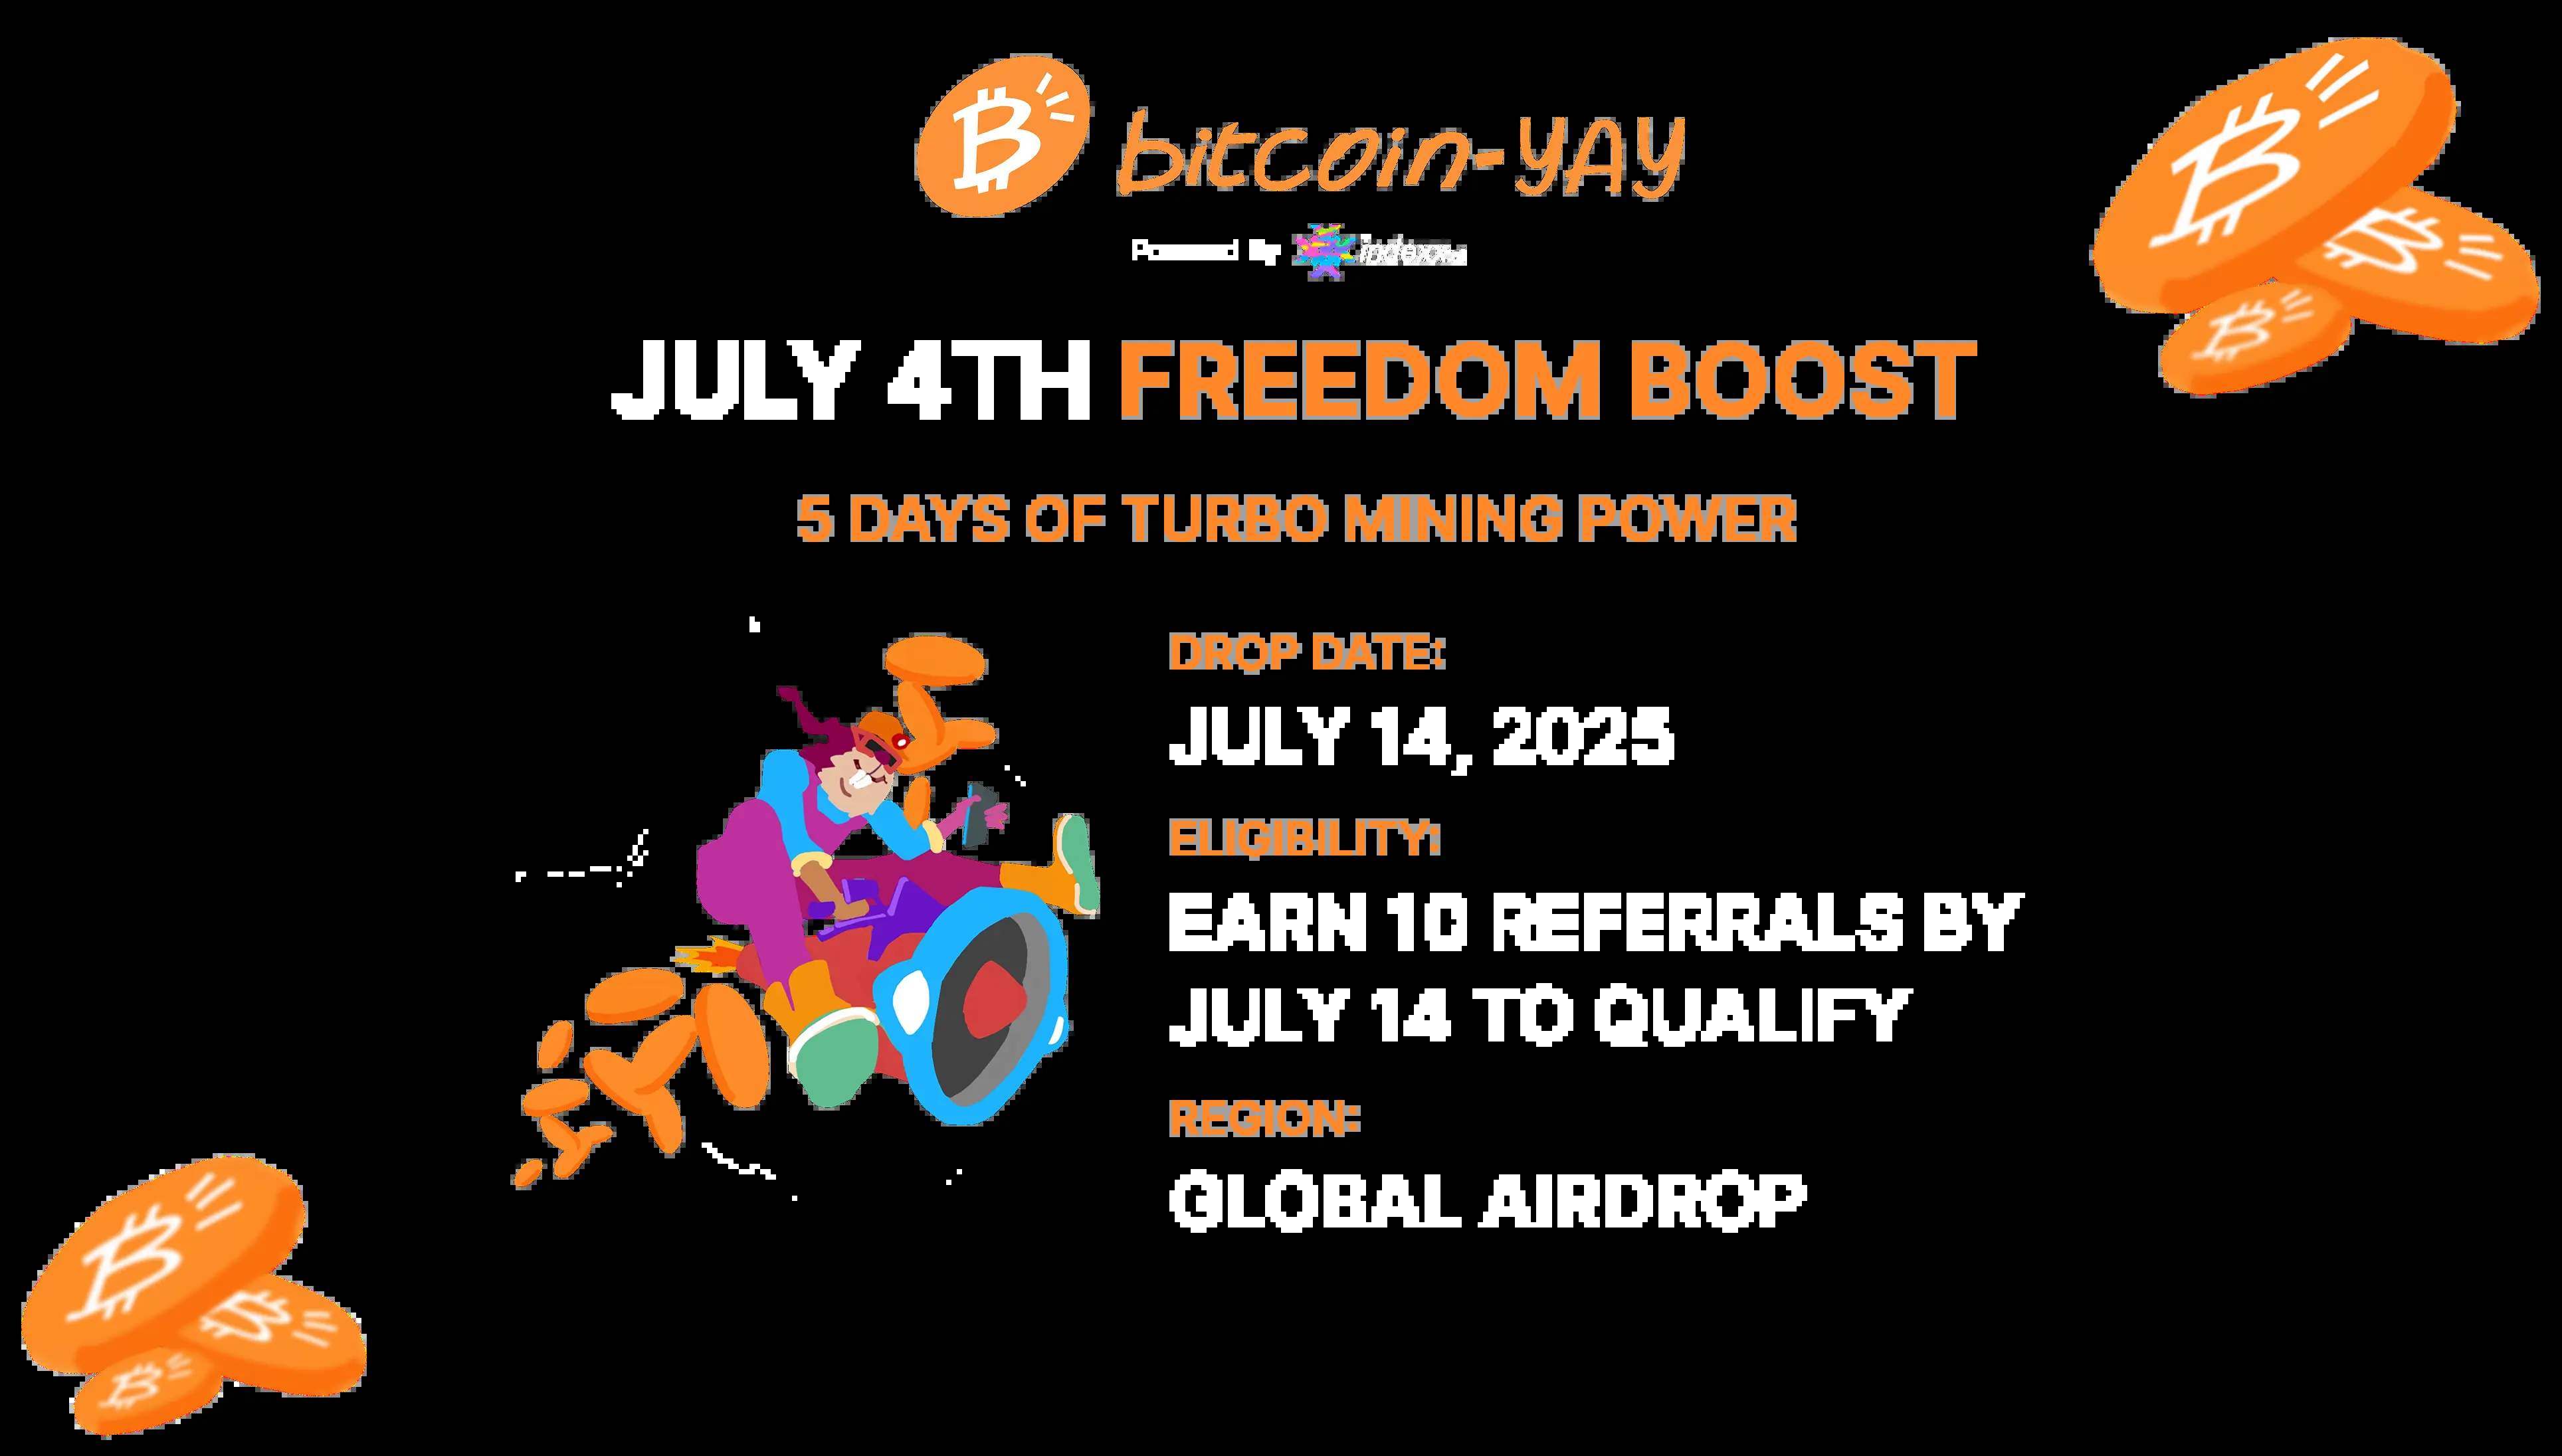 bitcoin-YAY
Powered By
JULY 4TH FREEDOM BOOST
5 DAYS OF TURBO MINING POWER
DROP DATE:
JULY 14, 2025
ELIGIBILITY:
EARN 10 REFERRALS BY
JULY 14 TO QUALIFY
REGION:
GLOBAL AIRDROP